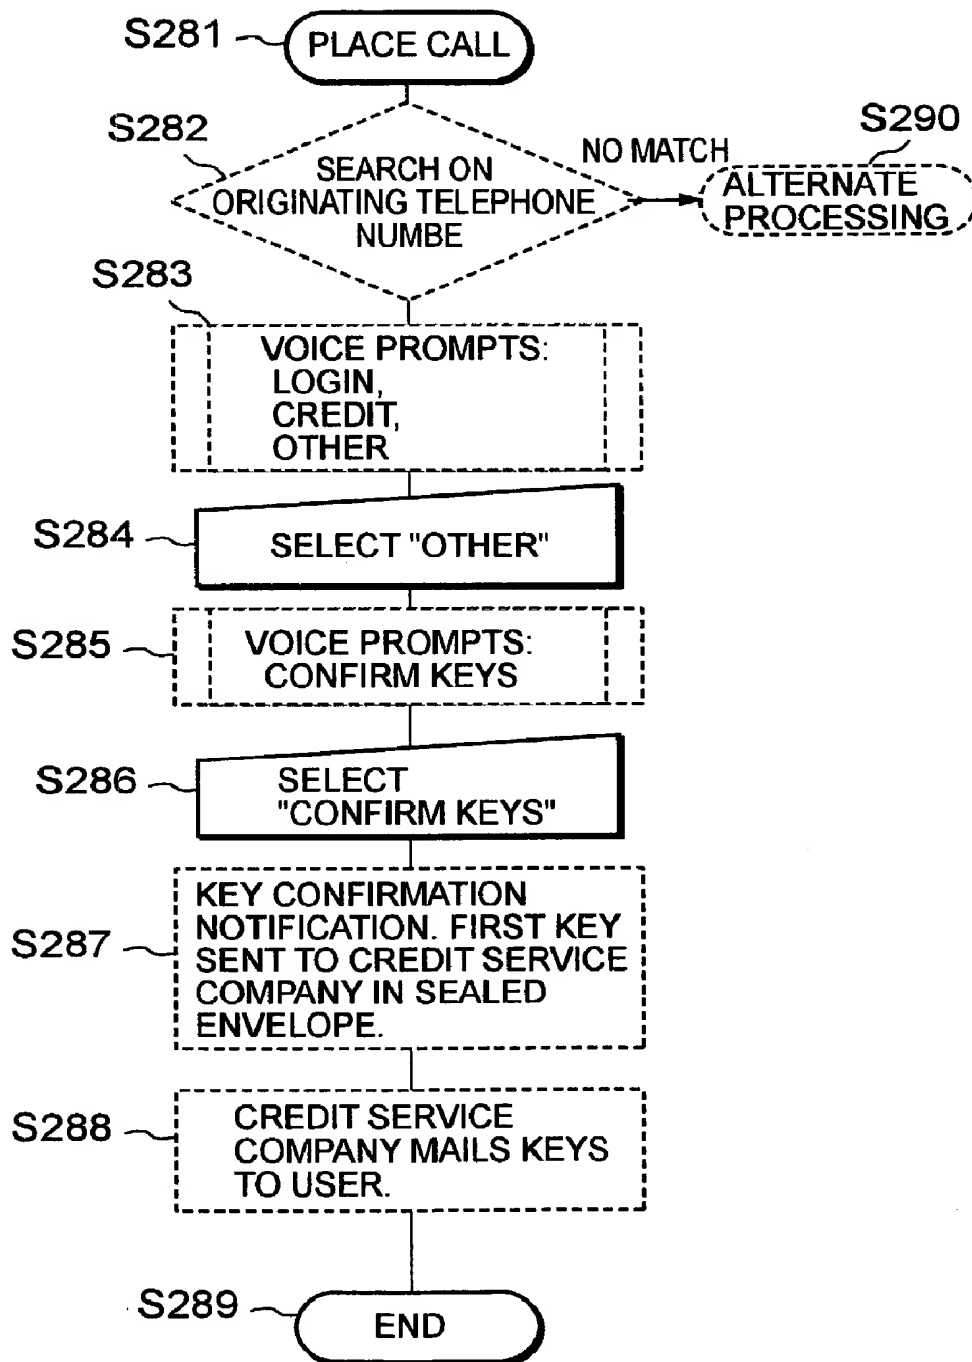 S281
PLACE CALL
S282
SEARCH ON
ORIGINATING TELEPHONE
NUMBE
NO MATCH
S290
ALTERNATE
PROCESSING
S283
VOICE PROMPTS:
LOGIN,
CREDIT,
OTHER
S284
SELECT "OTHER"
S285
VOICE PROMPTS:
CONFIRM KEYS
S286
SELECT
"CONFIRM KEYS"
S287
KEY CONFIRMATION
NOTIFICATION. FIRST KEY
SENT TO CREDIT SERVICE
COMPANY IN SEALED
ENVELOPE.
S288
CREDIT SERVICE
COMPANY MAILS KEYS
TO USER.
S289
END